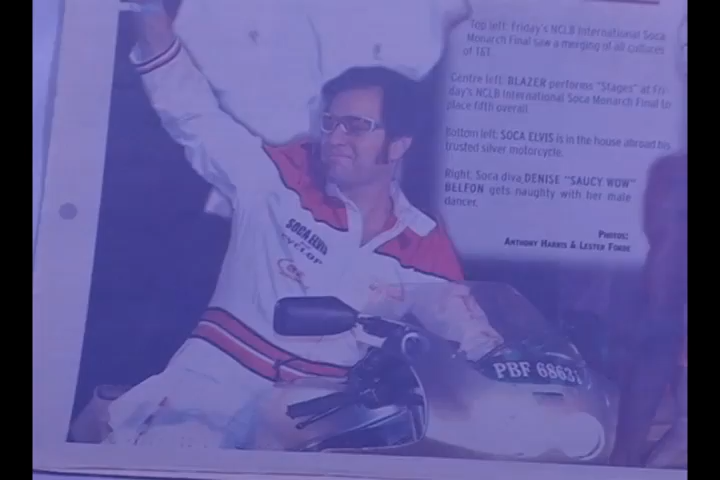 Top left: Friday's NCLB International Soca
Monarch Final saw a merging of all cultures
of T&T.
Centre left: BLAZER performs "Stages" at Fri-
day's NCLB International Soca Monarch Final to
place fifth overall.
Bottom left: SOCA ELVIS is in the house abroad his
trusted silver motorcycle.
Right: Soca diva DENISE "SAUCY WOW"
BELFON gets naughty with her male
dancer.
PHOTOS:
ANTHONY HARRIS & LESTER FORDE
SOCA ELVIS
PBF 6863